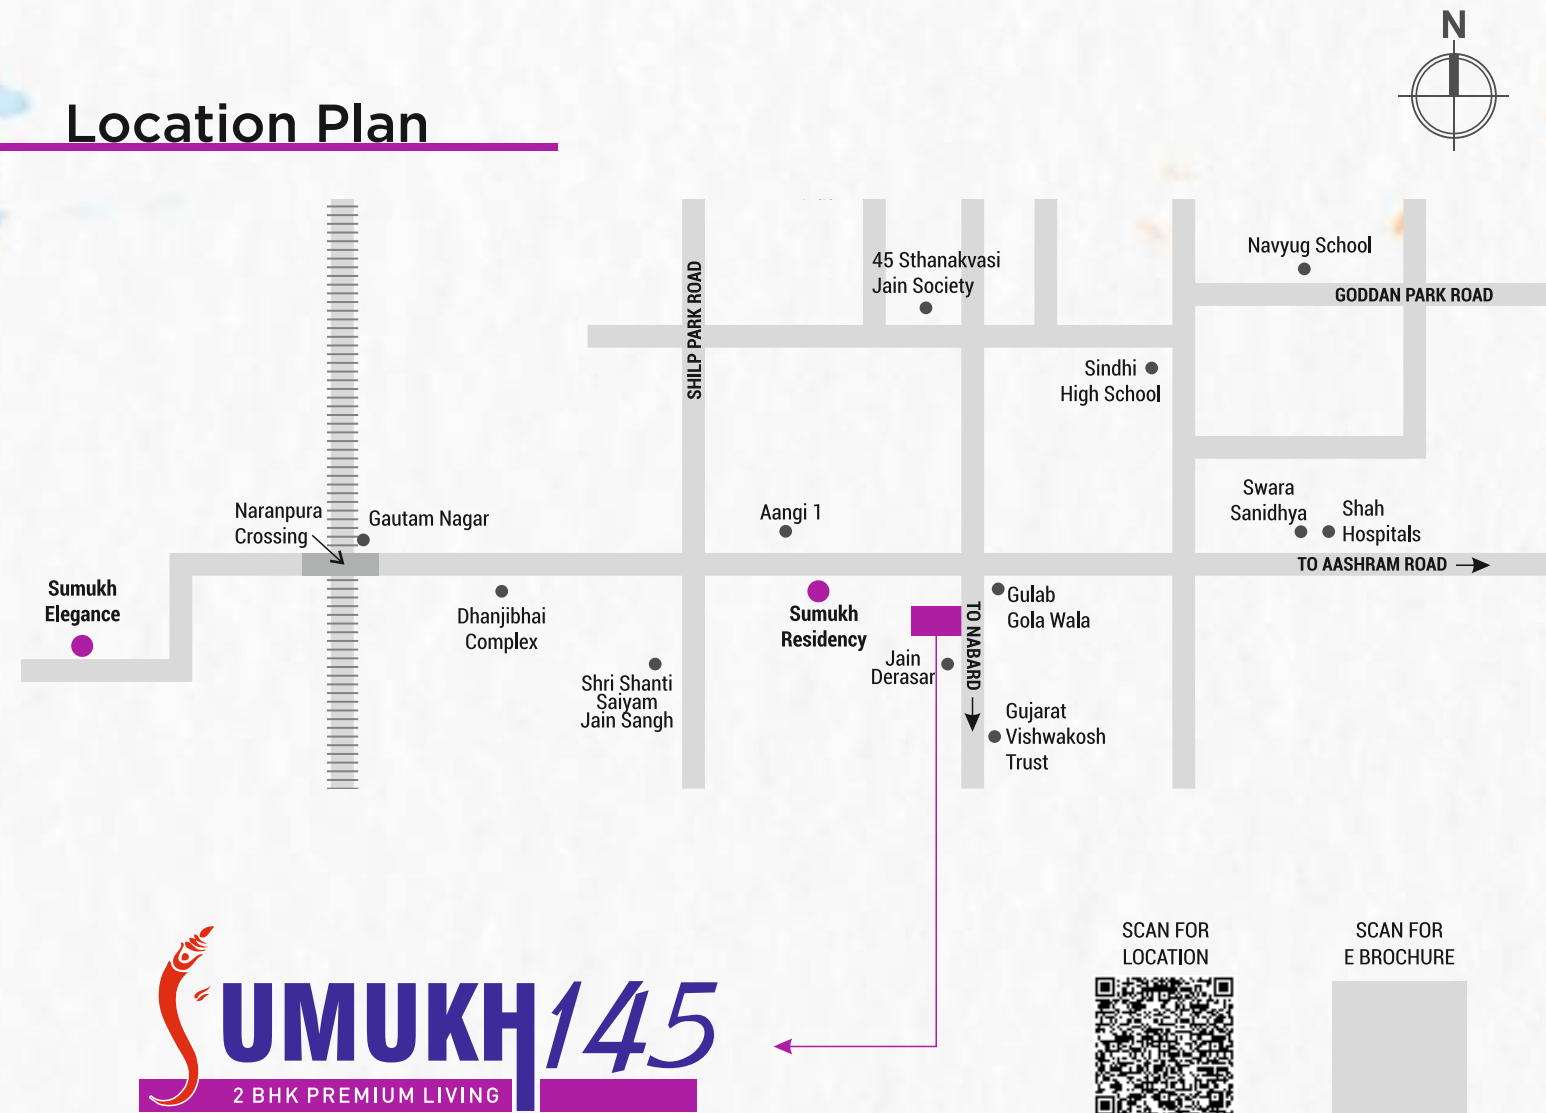 N
Location Plan
Navyug School
45 Sthanakvasi
Jain Society
GODDAN PARK ROAD
SHILP PARK ROAD
Sindhi
High School
Swara
Sanidhya
Shah
Hospitals
Naranpura
Crossing
Gautam Nagar
Aangi 1
TO AASHRAM ROAD
Sumukh
Elegance
Dhanjibhai
Complex
Sumukh
Residency
Gulab
Gola Wala
TO NABARD
Jain
Derasar
Shri Shanti
Saiyam
Jain Sangh
Gujarat
Vishwakosh
Trust
SCAN FOR
LOCATION
SCAN FOR
E BROCHURE
SUMUKH 145
2 BHK PREMIUM LIVING